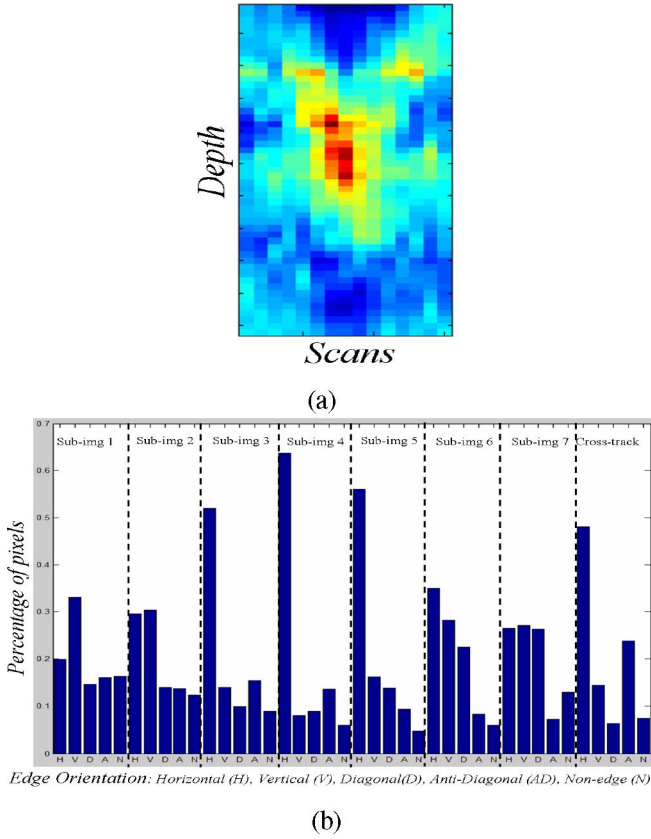 Depth
Scans
(a)
Sub-img 1 Sub-img 2 Sub-img 3 Sub-img 4 Sub-img 5 Sub-img 6 Sub-img 7 Cross-track
0.7
0.6
0.5
0.4
0.3
0.2
0.1
0
Percentage of pixels
H V D A N H V D A N H V D A N H V D A N H V D A N H V D A N H V D A N H V D A N
Edge Orientation: Horizontal (H), Vertical (V), Diagonal(D), Anti-Diagonal (AD), Non-edge (N)
(b)